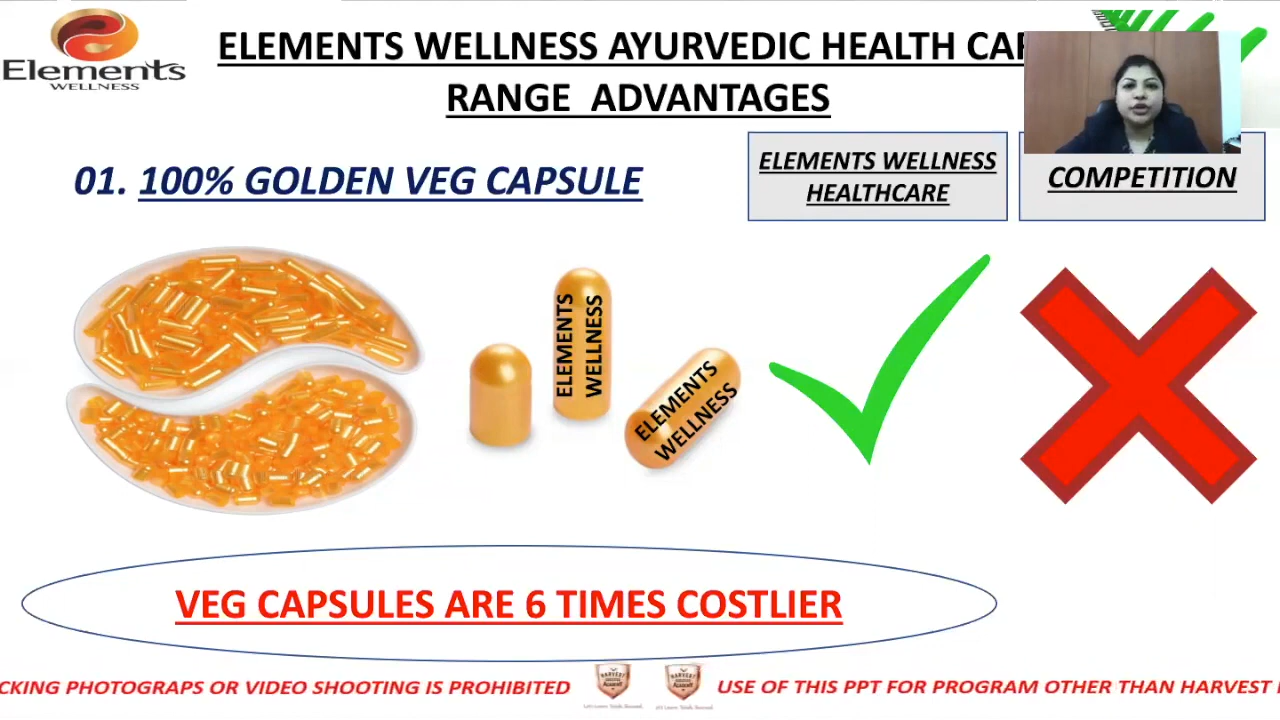 Elements
WELLNESS
ELEMENTS WELLNESS AYURVEDIC HEALTH
RANGE ADVANTAGES
01. 100% GOLDEN VEG CAPSULE
ELEMENTS WELLNESS
HEALTHCARE
COMPETITION
ELEMENTS
WELLNESS
ELEMENTS
WELLNESS
VEG CAPSULES ARE 6 TIMES COSTLIER
CKING PHOTOGRAPS OR VIDEO SHOOTING IS PROHIBITED
HARVEST
USE OF THIS PPT FOR PROGRAM OTHER THAN HARVEST